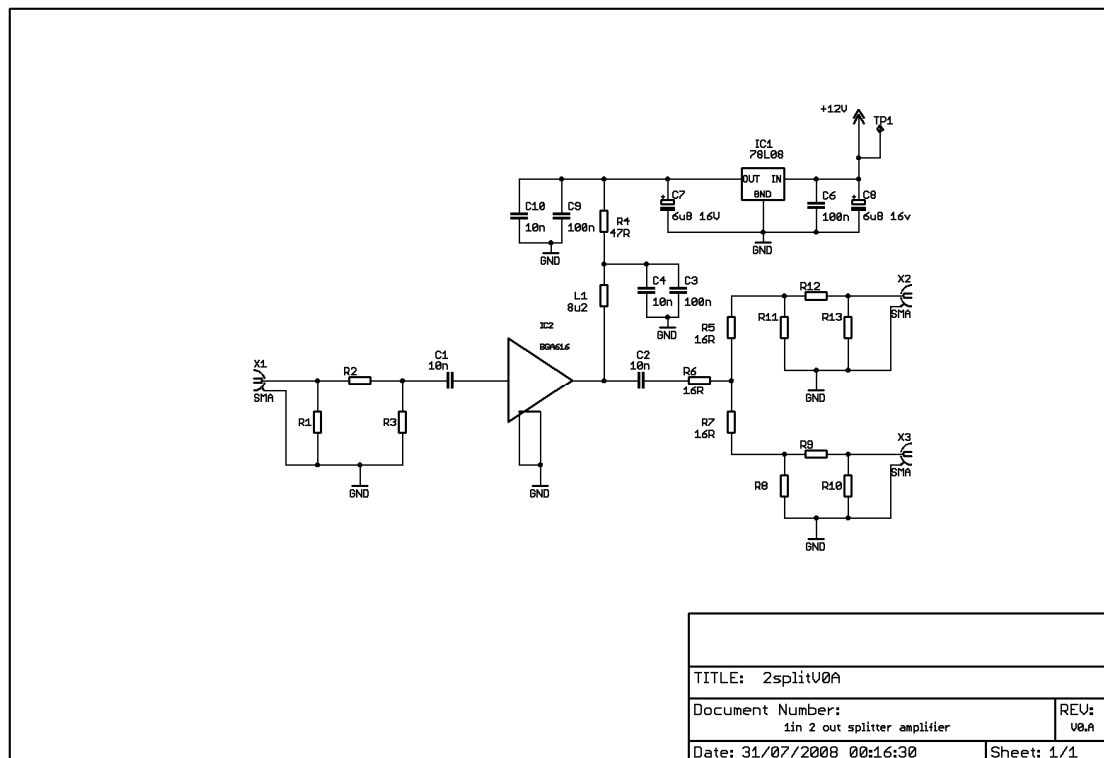 +12V
TP1
IC1
78L08
OUT IN
GND
C10
10n
C9
100n
R4
47R
C7
6u8 16V
C6
100n
C8
6u8 16v
GND
GND
L1
8u2
C4
10n
C3
100n
GND
IC2
BGA616
X1
SMA
R2
R1
R3
GND
C1
10n
GND
C2
10n
R6
16R
R5
16R
R7
16R
R12
R11
R13
GND
X2
SMA
R9
R8
R10
GND
X3
SMA
TITLE: 2splitV0A
Document Number:
1in 2 out splitter amplifier
REV:
V0.A
Date: 31/07/2008 00:16:30
Sheet: 1/1